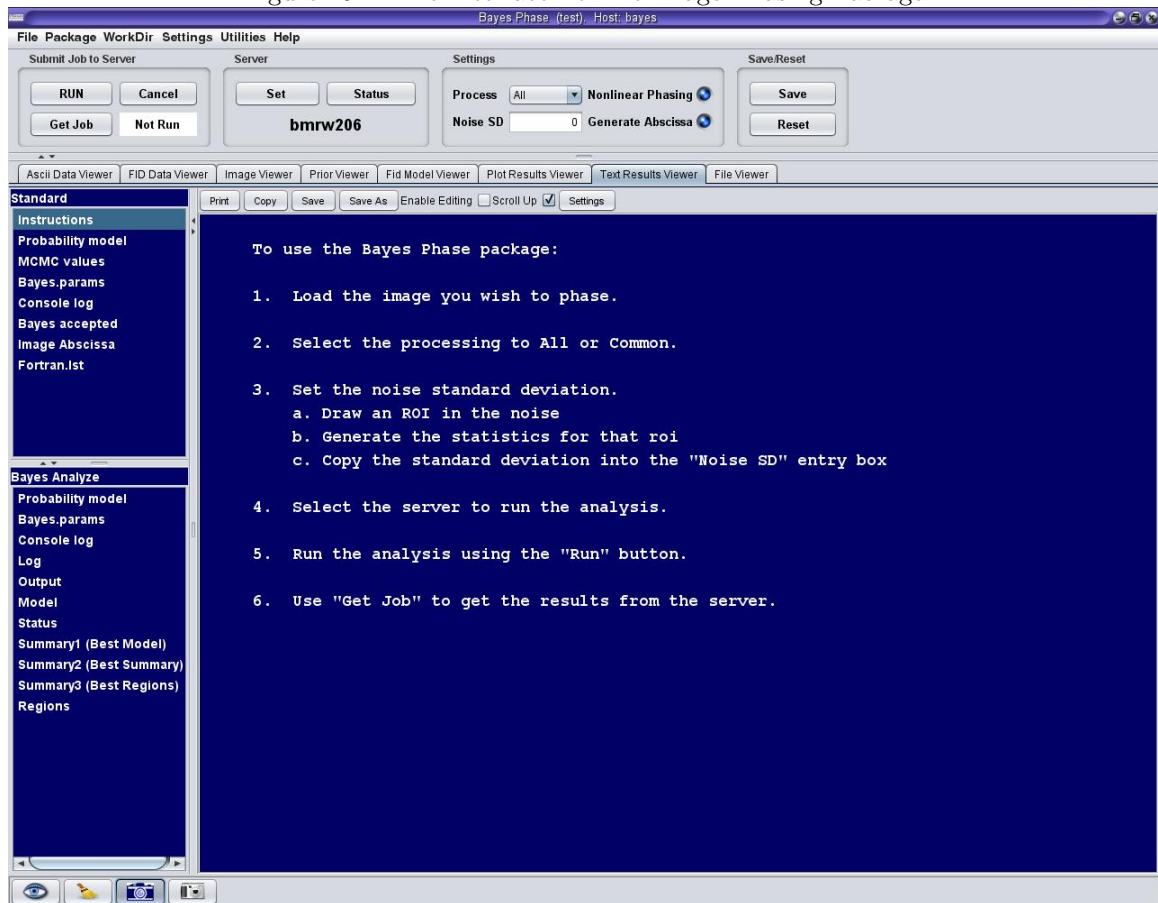 Bayes Phase (test), Host: bayes
File Package WorkDir Settings Utilities Help
Submit Job to Server
Server
Settings
Save/Reset
RUN Cancel
Set Status
Process All Nonlinear Phasing
Save
Get Job Not Run
bmrw206
Noise SD 0 Generate Abscissa
Reset
Ascii Data Viewer FID Data Viewer Image Viewer Prior Viewer Fid Model Viewer Plot Results Viewer Text Results Viewer File Viewer
Standard
Print Copy Save Save As Enable Editing Scroll Up Settings
Instructions
Probability model
MCMC values
Bayes.params
Console log
Bayes accepted
Image Abscissa
Fortran.lst
Bayes Analyze
Probability model
Bayes.params
Console log
Log
Output
Model
Status
Summary1 (Best Model)
Summary2 (Best Summary)
Summary3 (Best Regions)
Regions
To use the Bayes Phase package:
1. Load the image you wish to phase.
2. Select the processing to All or Common.
3. Set the noise standard deviation.
a. Draw an ROI in the noise
b. Generate the statistics for that roi
c. Copy the standard deviation into the "Noise SD" entry box
4. Select the server to run the analysis.
5. Run the analysis using the "Run" button.
6. Use "Get Job" to get the results from the server.